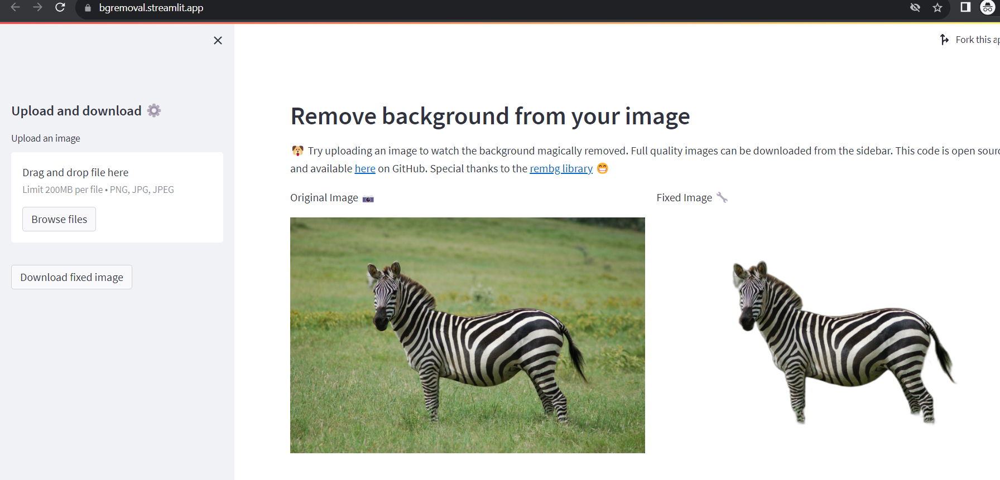 bgremoval.streamlit.app
Fork this ap
Upload and download
Upload an image
Drag and drop file here
Limit 200MB per file • PNG, JPG, JPEG
Browse files
Download fixed image
Remove background from your image
Try uploading an image to watch the background magically removed. Full quality images can be downloaded from the sidebar. This code is open sourc
and available here on GitHub. Special thanks to the rembg library
Original Image
Fixed Image